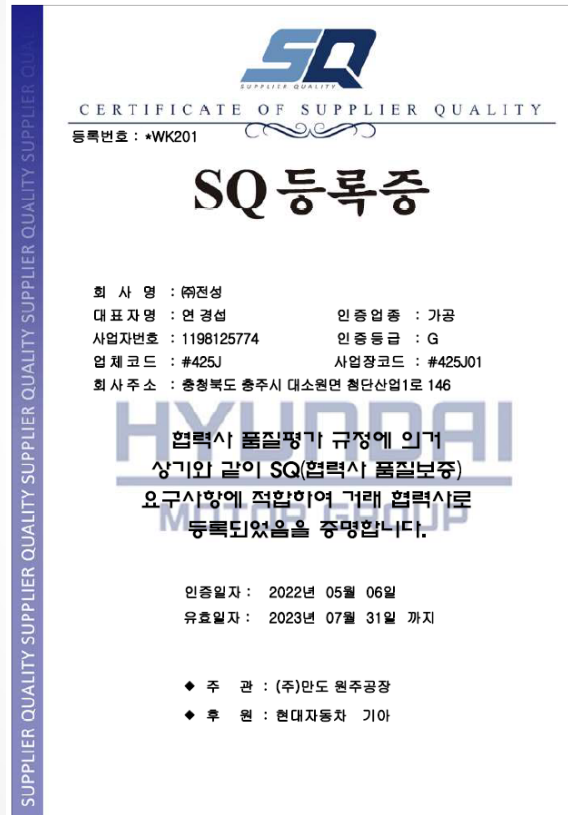 SQ
SUPPLIER QUALITY
CERTIFICATE OF SUPPLIER QUALITY
등록번호 : *WK201
SQ 등록증
회 사 명 : ㈜전성
대표자명 : 연 경섭 인증업종 : 가공
사업자번호 : 1198125774 인증등급 : G
업체코드 : #425J 사업장코드 : #425J01
회사주소 : 충청북도 충주시 대소원면 첨단산업1로 146
HYUNDAI
MOTOR GROUP
협력사 품질평가 규정에 의거
상기와 같이 SQ(협력사 품질보증)
요구사항에 적합하여 거래 협력사로
등록되었음을 증명합니다.
인증일자 : 2022년 05월 06일
유효일자 : 2023년 07월 31일 까지
◆ 주 관 : (주)만도 원주공장
◆ 후 원 : 현대자동차 기아
SUPPLIER QUALITY SUPPLIER QUALITY SUPPLIER QUALITY SUPPLIER QUALITY SUPPLIER QUAL